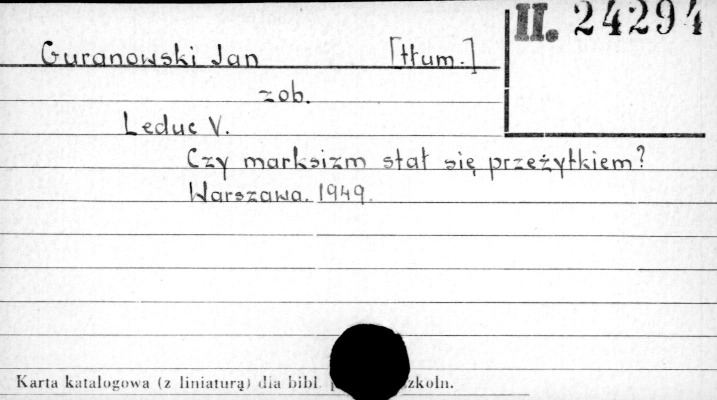 II. 24294
Guranowski Jan [tłum.]
zob.
Leduc V.
Czy marksizm stał się przeżytkiem?
Warszawa. 1949.
Karta katalogowa (z liniaturą) dla bibl. zkoln.